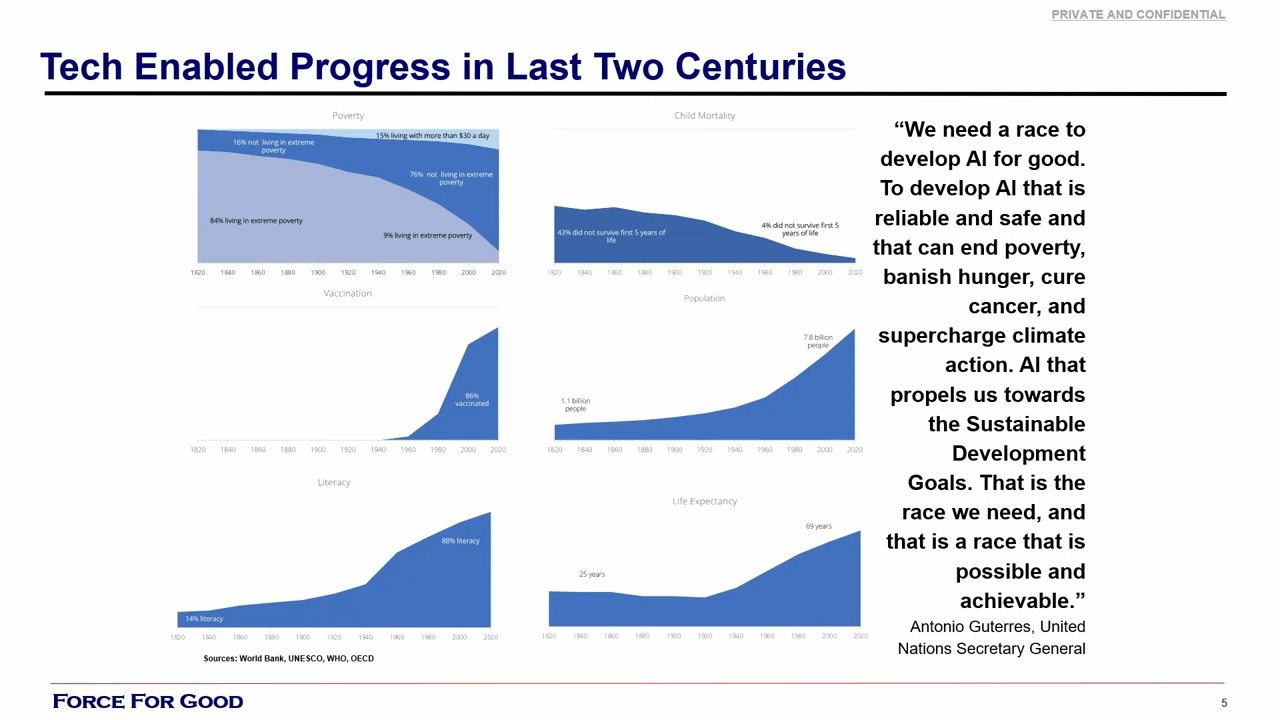 PRIVATE AND CONFIDENTIAL
Tech Enabled Progress in Last Two Centuries
Poverty
15% living with more than $30 a day
16% not living in extreme
poverty
76% not living in extreme
poverty
84% living in extreme poverty
9% living in extreme poverty
1820 1840 1860 1880 1900 1920 1940 1960 1980 2000 2020
Child Mortality
43% did not survive first 5 years of
life
4% did not survive first 5
years of life
1820 1840 1860 1880 1900 1920 1940 1960 1980 2000 2020
Vaccination
86%
vaccinated
1820 1840 1860 1880 1900 1920 1940 1960 1980 2000 2020
Population
7.8 billion
people
1.1 billion
people
1820 1840 1860 1880 1900 1920 1940 1960 1980 2000 2020
Literacy
88% literacy
14% literacy
1820 1840 1860 1880 1900 1920 1940 1960 1980 2000 2020
Life Expectancy
69 years
25 years
1820 1840 1860 1880 1900 1920 1940 1960 1980 2000 2020
Sources: World Bank, UNESCO, WHO, OECD
“We need a race to
develop AI for good.
To develop AI that is
reliable and safe and
that can end poverty,
banish hunger, cure
cancer, and
supercharge climate
action. AI that
propels us towards
the Sustainable
Development
Goals. That is the
race we need, and
that is a race that is
possible and
achievable.”
Antonio Guterres, United
Nations Secretary General
FORCE FOR GOOD
5